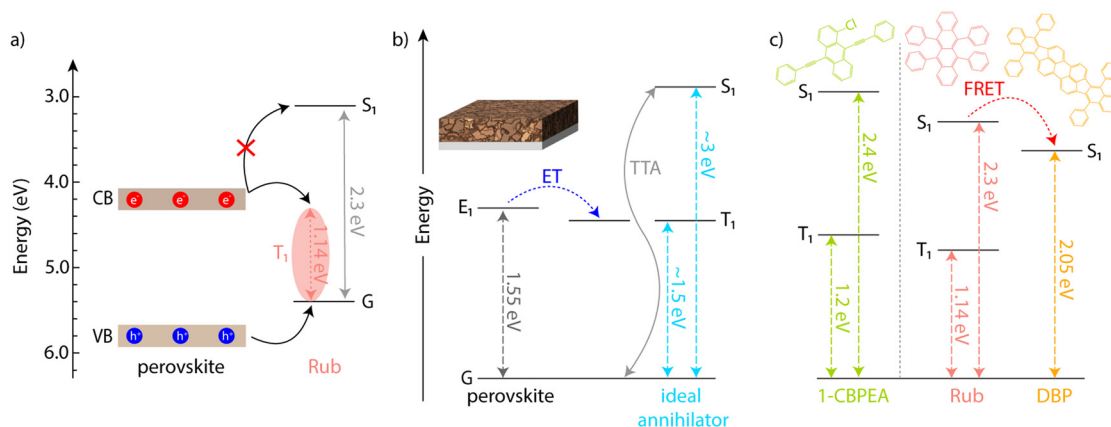 a)
Energy (eV)
3.0
4.0
5.0
6.0
CB
e⁻ e⁻ e⁻
VB
h⁺ h⁺ h⁺
perovskite
S₁
2.3 eV
T₁
1.14 eV
G
Rub
b)
Energy
E₁
1.55 eV
G
perovskite
ET
TTA
S₁
~3 eV
T₁
~1.5 eV
ideal
annihilator
c)
Cl
S₁
2.4 eV
T₁
1.2 eV
1-CBPEA
S₁
2.3 eV
T₁
1.14 eV
Rub
FRET
S₁
2.05 eV
DBP